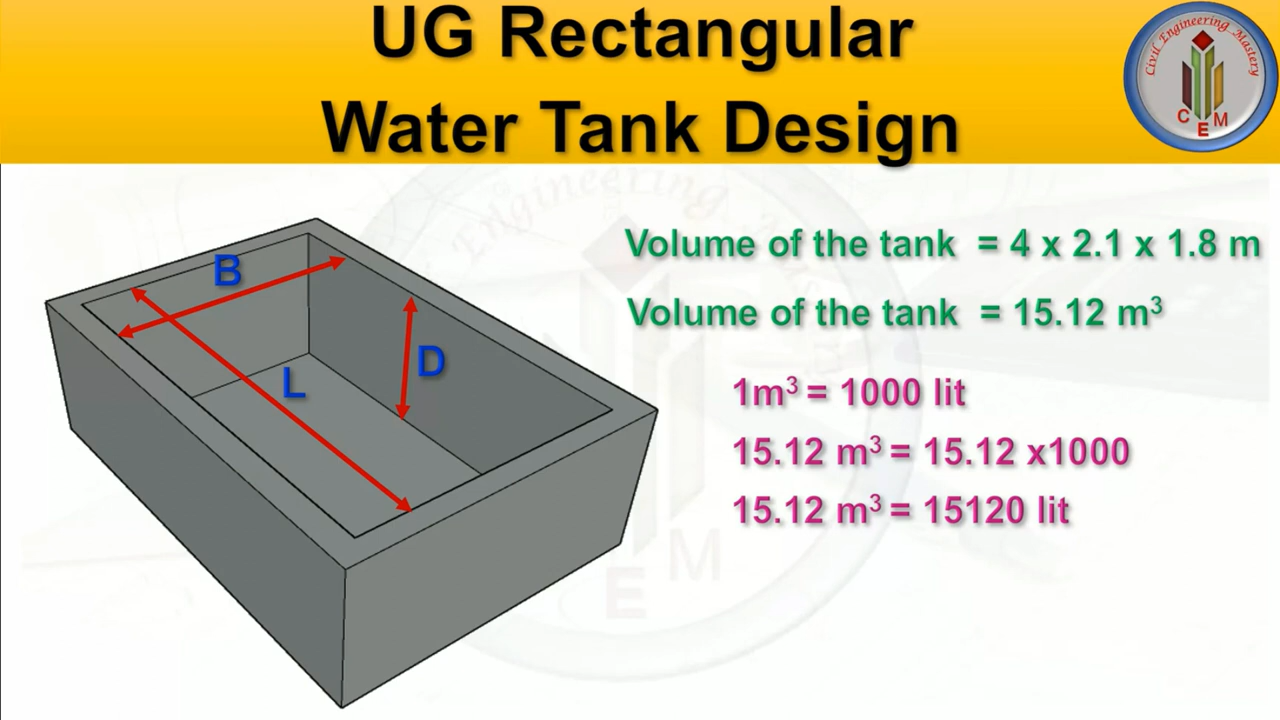 UG Rectangular
Water Tank Design
Civil Engineering Mastery
C E M
B
L
D
Volume of the tank = 4 x 2.1 x 1.8 m
Volume of the tank = 15.12 m³
1m³ = 1000 lit
15.12 m³ = 15.12 x1000
15.12 m³ = 15120 lit
Engineering
E M